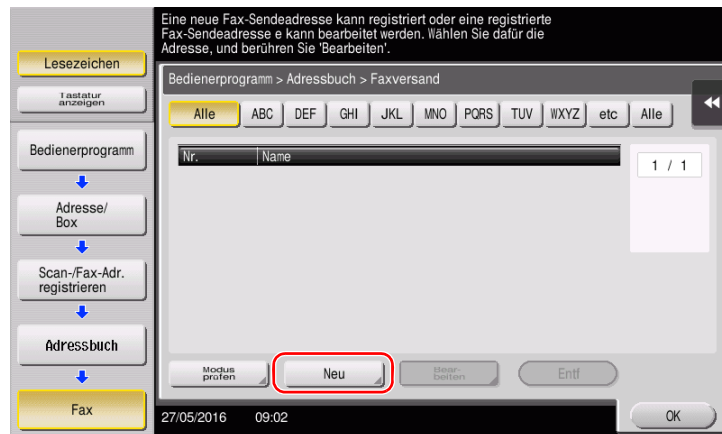 Eine neue Fax-Sendeadresse kann registriert oder eine registrierte
Fax-Sendeadresse e kann bearbeitet werden. Wählen Sie dafür die
Adresse, und berühren Sie 'Bearbeiten'.
Lesezeichen
Tastatur
anzeigen
Bedienerprogramm
Adresse/
Box
Scan-/Fax-Adr.
registrieren
Adressbuch
Fax
Bedienerprogramm > Adressbuch > Faxversand
Alle ABC DEF GHI JKL MNO PQRS TUV WXYZ etc Alle
Nr. Name
1 / 1
Modus
prüfen
Neu
Bear-
beiten
Entf
27/05/2016 09:02
OK